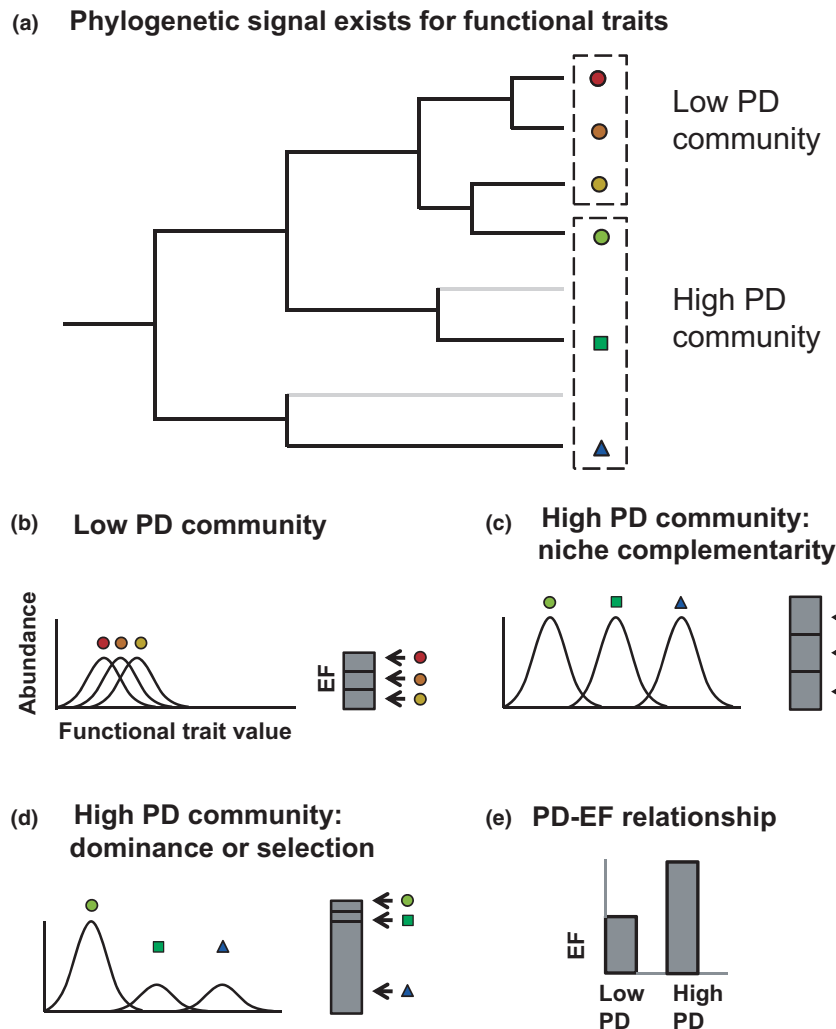 (a) Phylogenetic signal exists for functional traits
Low PD
community
High PD
community
(b) Low PD community
Abundance
Functional trait value
EF
(c) High PD community:
niche complementarity
(d) High PD community:
dominance or selection
(e) PD-EF relationship
EF
Low
PD
High
PD